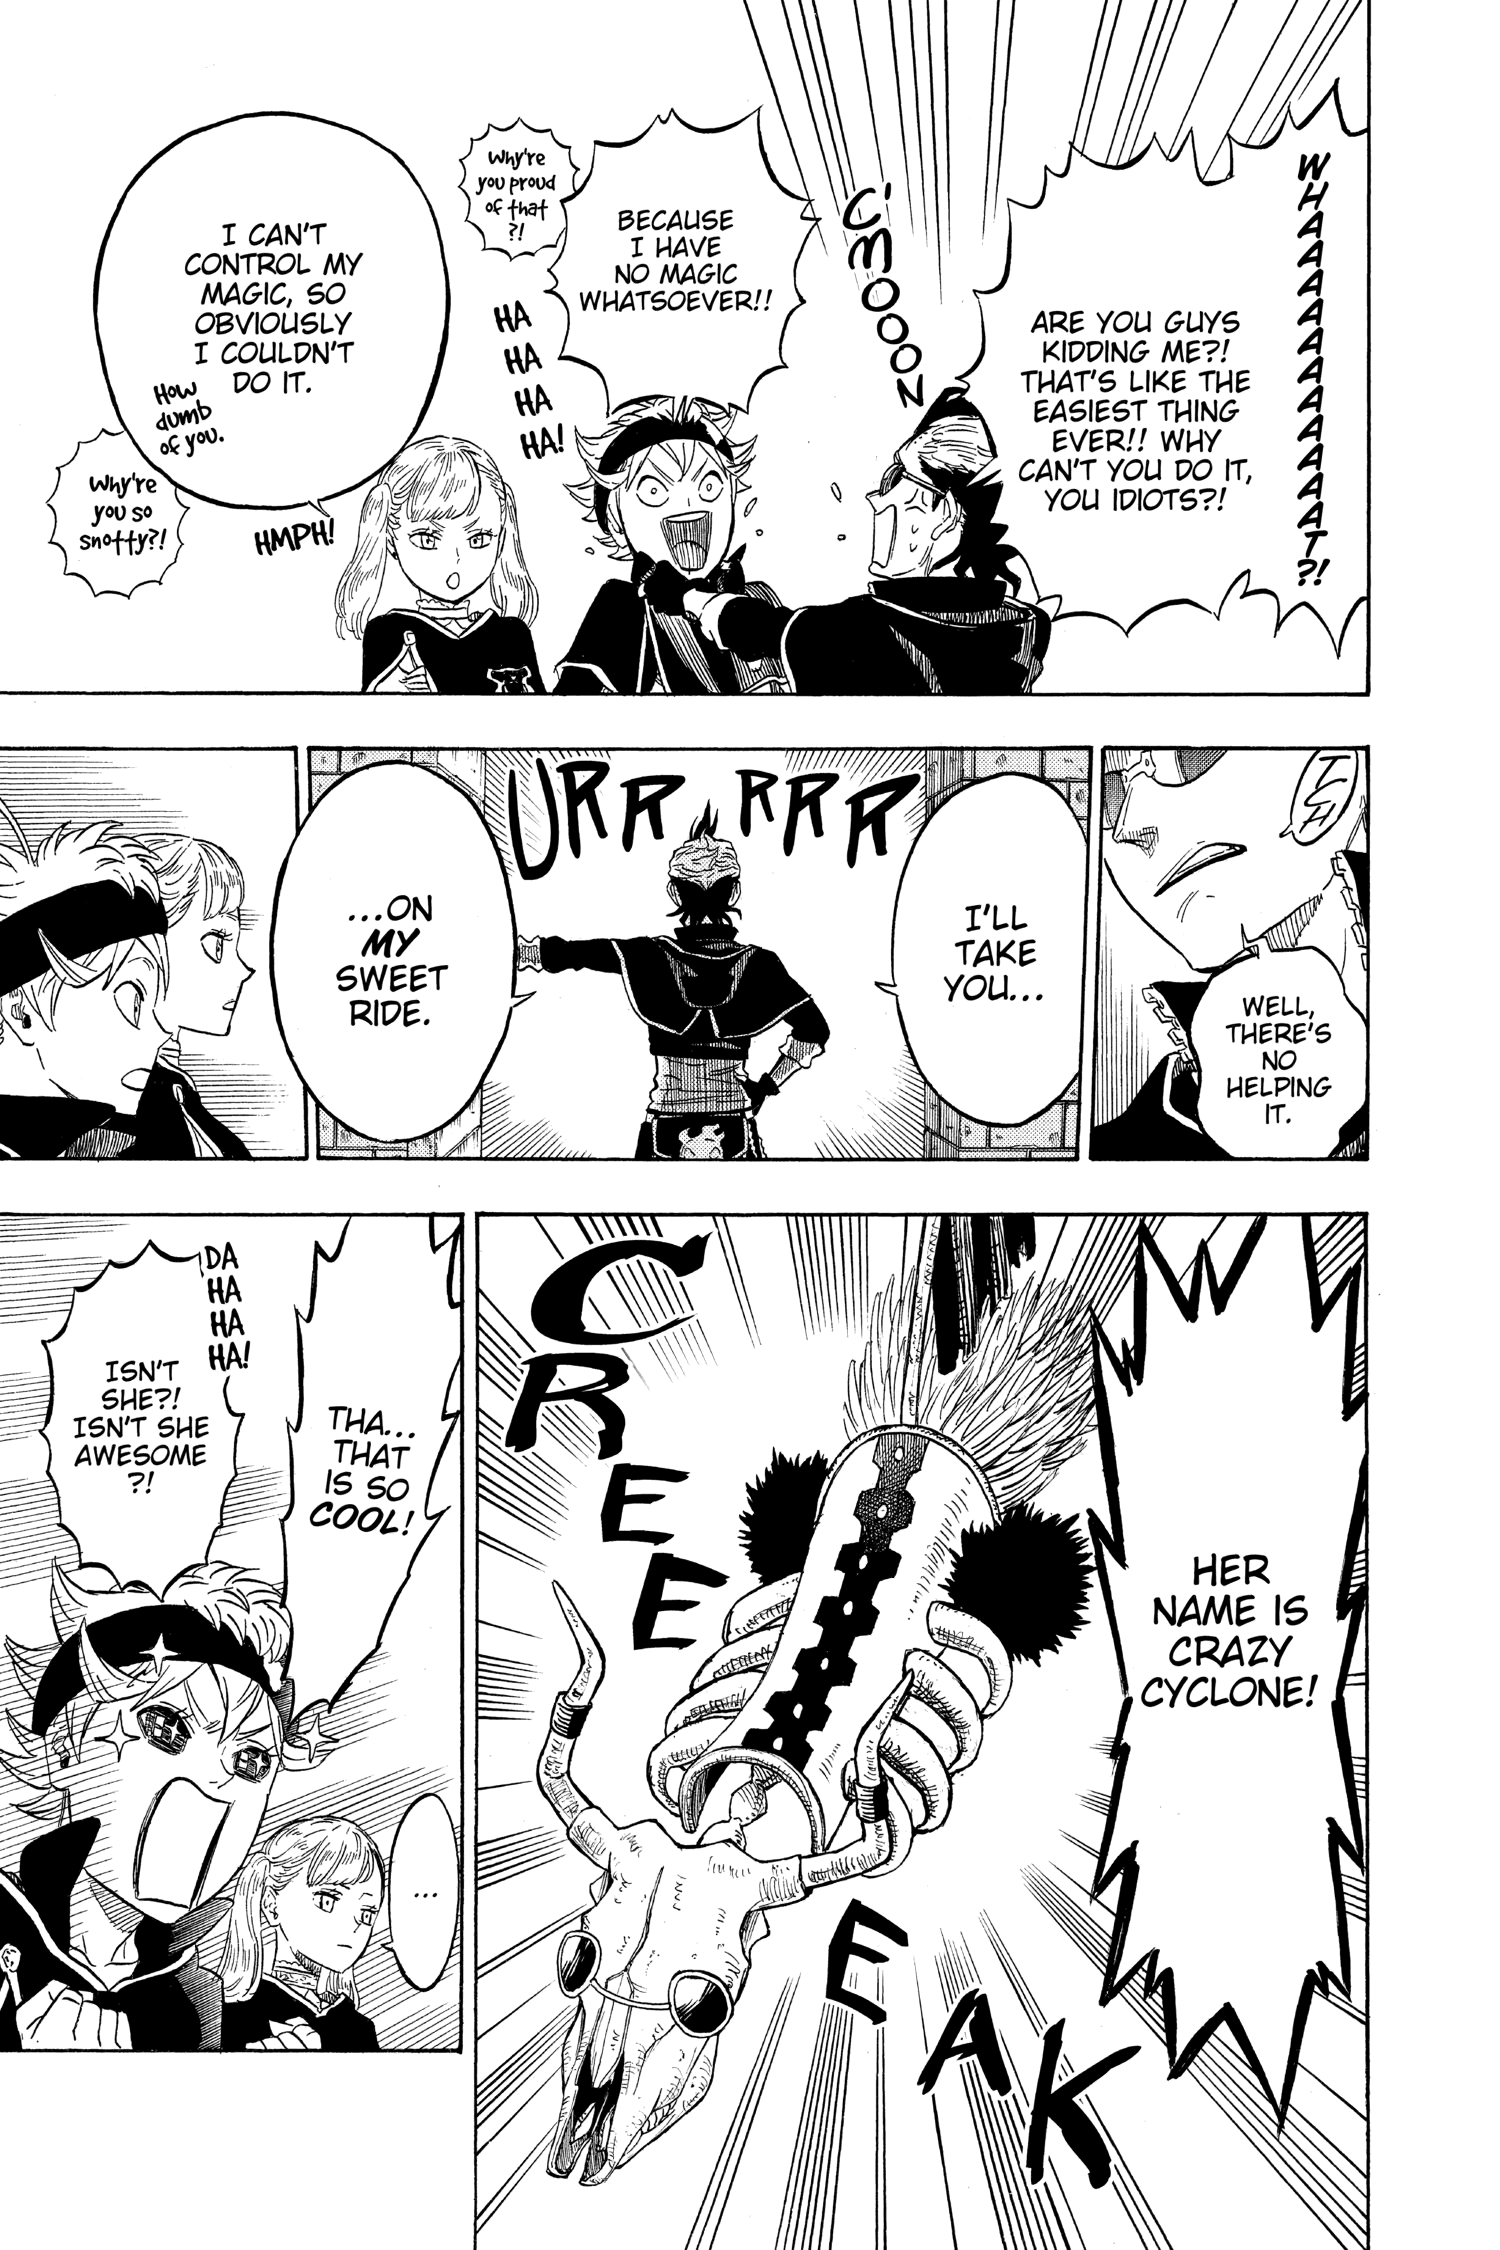 WHAAAAAAAAAAAAT?!
ARE YOU GUYS
KIDDING ME?!
THAT'S LIKE THE
EASIEST THING
EVER!! WHY
CAN'T YOU DO IT,
YOU IDIOTS?!
C'MOOON
BECAUSE
I HAVE
NO MAGIC
WHATSOEVER!!
HA
HA
HA
HA!
Why're
you proud
of that
?!
I CAN'T
CONTROL MY
MAGIC, SO
OBVIOUSLY
I COULDN'T
DO IT.
How
dumb
of you.
HMPH!
Why're
you so
snotty?!
TCH
WELL,
THERE'S
NO
HELPING
IT.
I'LL
TAKE
YOU...
URRRRRR
...ON
MY
SWEET
RIDE.
HER
NAME IS
CRAZY
CYCLONE!
CREEEAK
THA...
THAT
IS SO
COOL!
DA
HA
HA
HA!
ISN'T
SHE?!
ISN'T SHE
AWESOME
?!
...